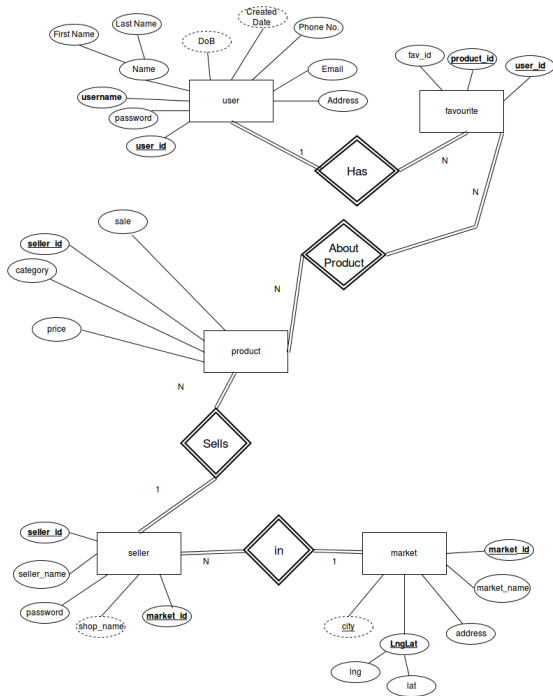 Created
Date
Last Name
First Name
Phone No.
DoB
Name
Email
fav_id
product_id
user_id
username
user
Address
favourite
password
user_id
1
Has
N
N
sale
seller_id
About
Product
category
N
price
product
N
Sells
1
seller_id
seller
in
market
market_id
N
1
seller_name
market_name
password
shop_name
market_id
city
address
LngLat
lng
lat